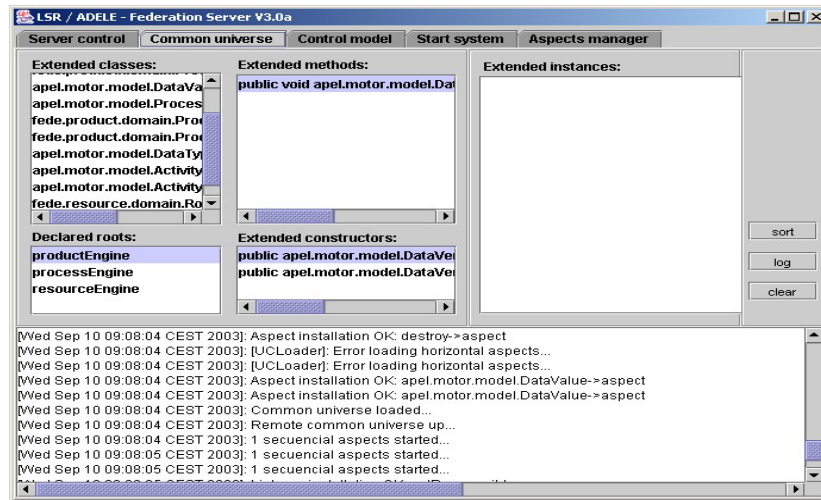 LSR / ADELE - Federation Server V3.0a
Server control Common universe Control model Start system Aspects manager
Extended classes:
apel.motor.model.DataVa
apel.motor.model.Proces
fede.product.domain.Pro
fede.product.domain.Pro
apel.motor.model.DataTy
apel.motor.model.Activity
apel.motor.model.Activity
fede.resource.domain.Ro
Extended methods:
public void apel.motor.model.Dat
Extended instances:
Declared roots:
productEngine
processEngine
resourceEngine
Extended constructors:
public apel.motor.model.DataVe
public apel.motor.model.DataVe
sort
log
clear
[Wed Sep 10 09:08:04 CEST 2003]: Aspect installation OK: destroy->aspect
[Wed Sep 10 09:08:04 CEST 2003]: [UCLoader]: Error loading horizontal aspects...
[Wed Sep 10 09:08:04 CEST 2003]: [UCLoader]: Error loading horizontal aspects...
[Wed Sep 10 09:08:04 CEST 2003]: Aspect installation OK: apel.motor.model.DataValue->aspect
[Wed Sep 10 09:08:04 CEST 2003]: Aspect installation OK: apel.motor.model.DataValue->aspect
[Wed Sep 10 09:08:04 CEST 2003]: Common universe loaded...
[Wed Sep 10 09:08:04 CEST 2003]: Remote common universe up...
[Wed Sep 10 09:08:05 CEST 2003]: 1 secuencial aspects started...
[Wed Sep 10 09:08:05 CEST 2003]: 1 secuencial aspects started...
[Wed Sep 10 09:08:05 CEST 2003]: 1 secuencial aspects started...